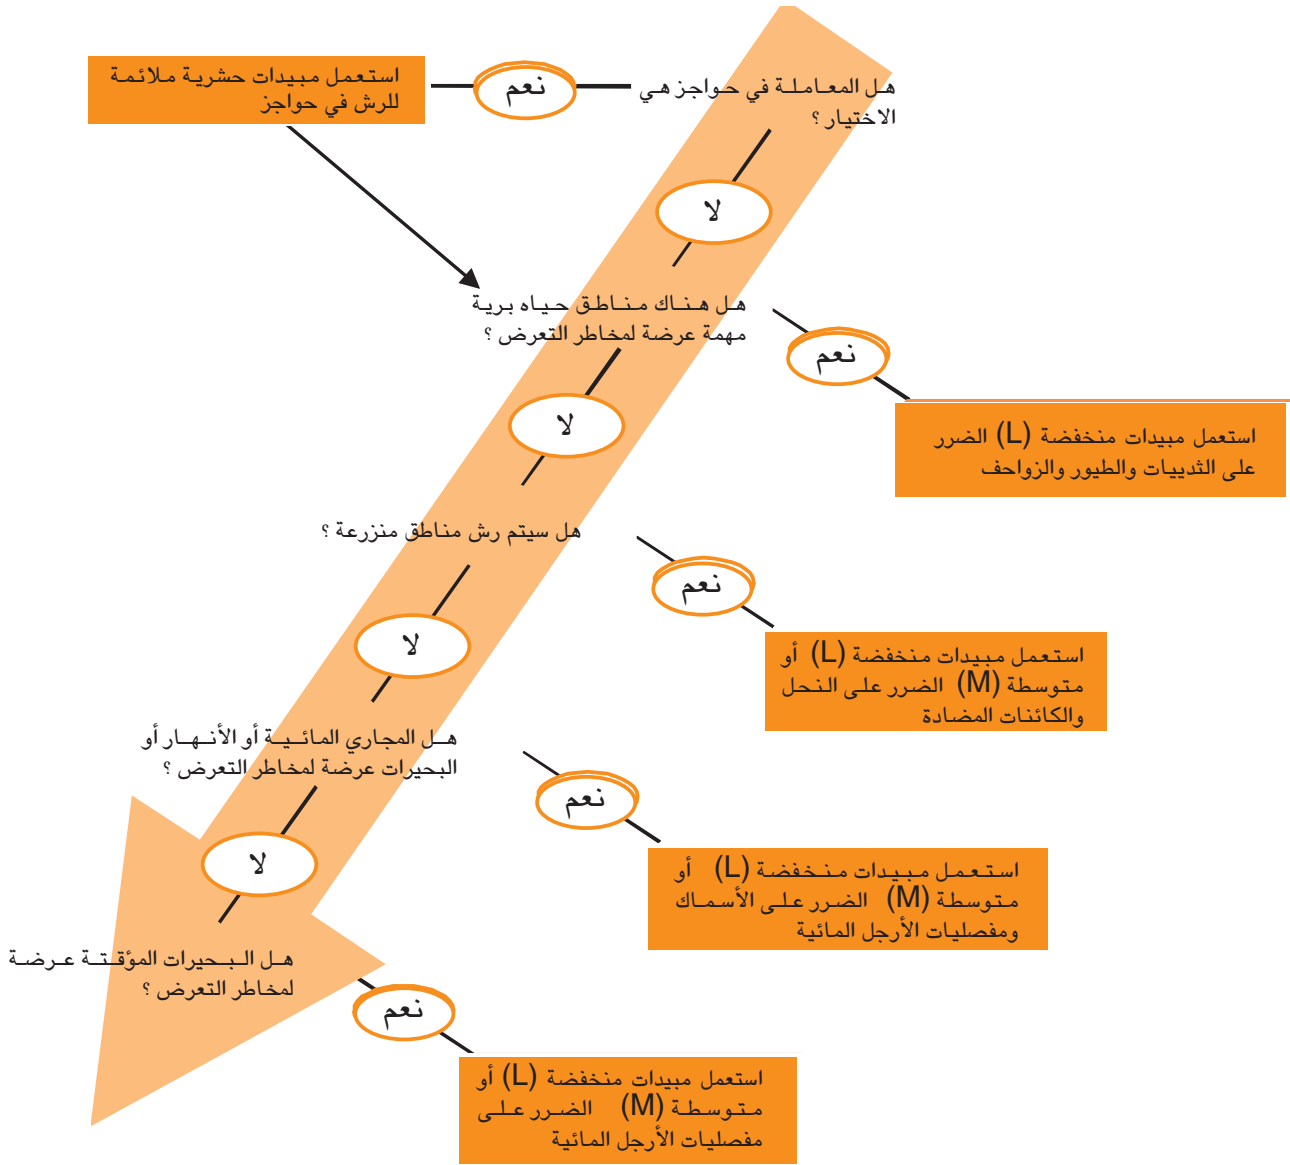 هل المعاملة في حواجز هي
الاختيار؟
نعم
استعمل مبيدات حشرية ملائمة
للرش في حواجز
لا
هل هناك مناطق حياه برية
مهمة عرضة لمخاطر التعرض ؟
نعم
استعمل مبيدات منخفضة (L) الضرر
على الثدييات والطيور والزواحف
لا
هل سيتم رش مناطق منزرعة ؟
نعم
استعمل مبيدات منخفضة (L) أو
متوسطة (M) الضرر على النحل
والكائنات المضادة
لا
هل المجاري المائية أو الأنهار أو
البحيرات عرضة لمخاطر التعرض ؟
نعم
استعمل مبيدات منخفضة (L) أو
متوسطة (M) الضرر على الأسماك
ومفصليات الأرجل المائية
لا
هل البحيرات المؤقتة عرضة
لمخاطر التعرض ؟
نعم
استعمل مبيدات منخفضة (L) أو
متوسطة (M) الضرر على
مفصليات الأرجل المائية